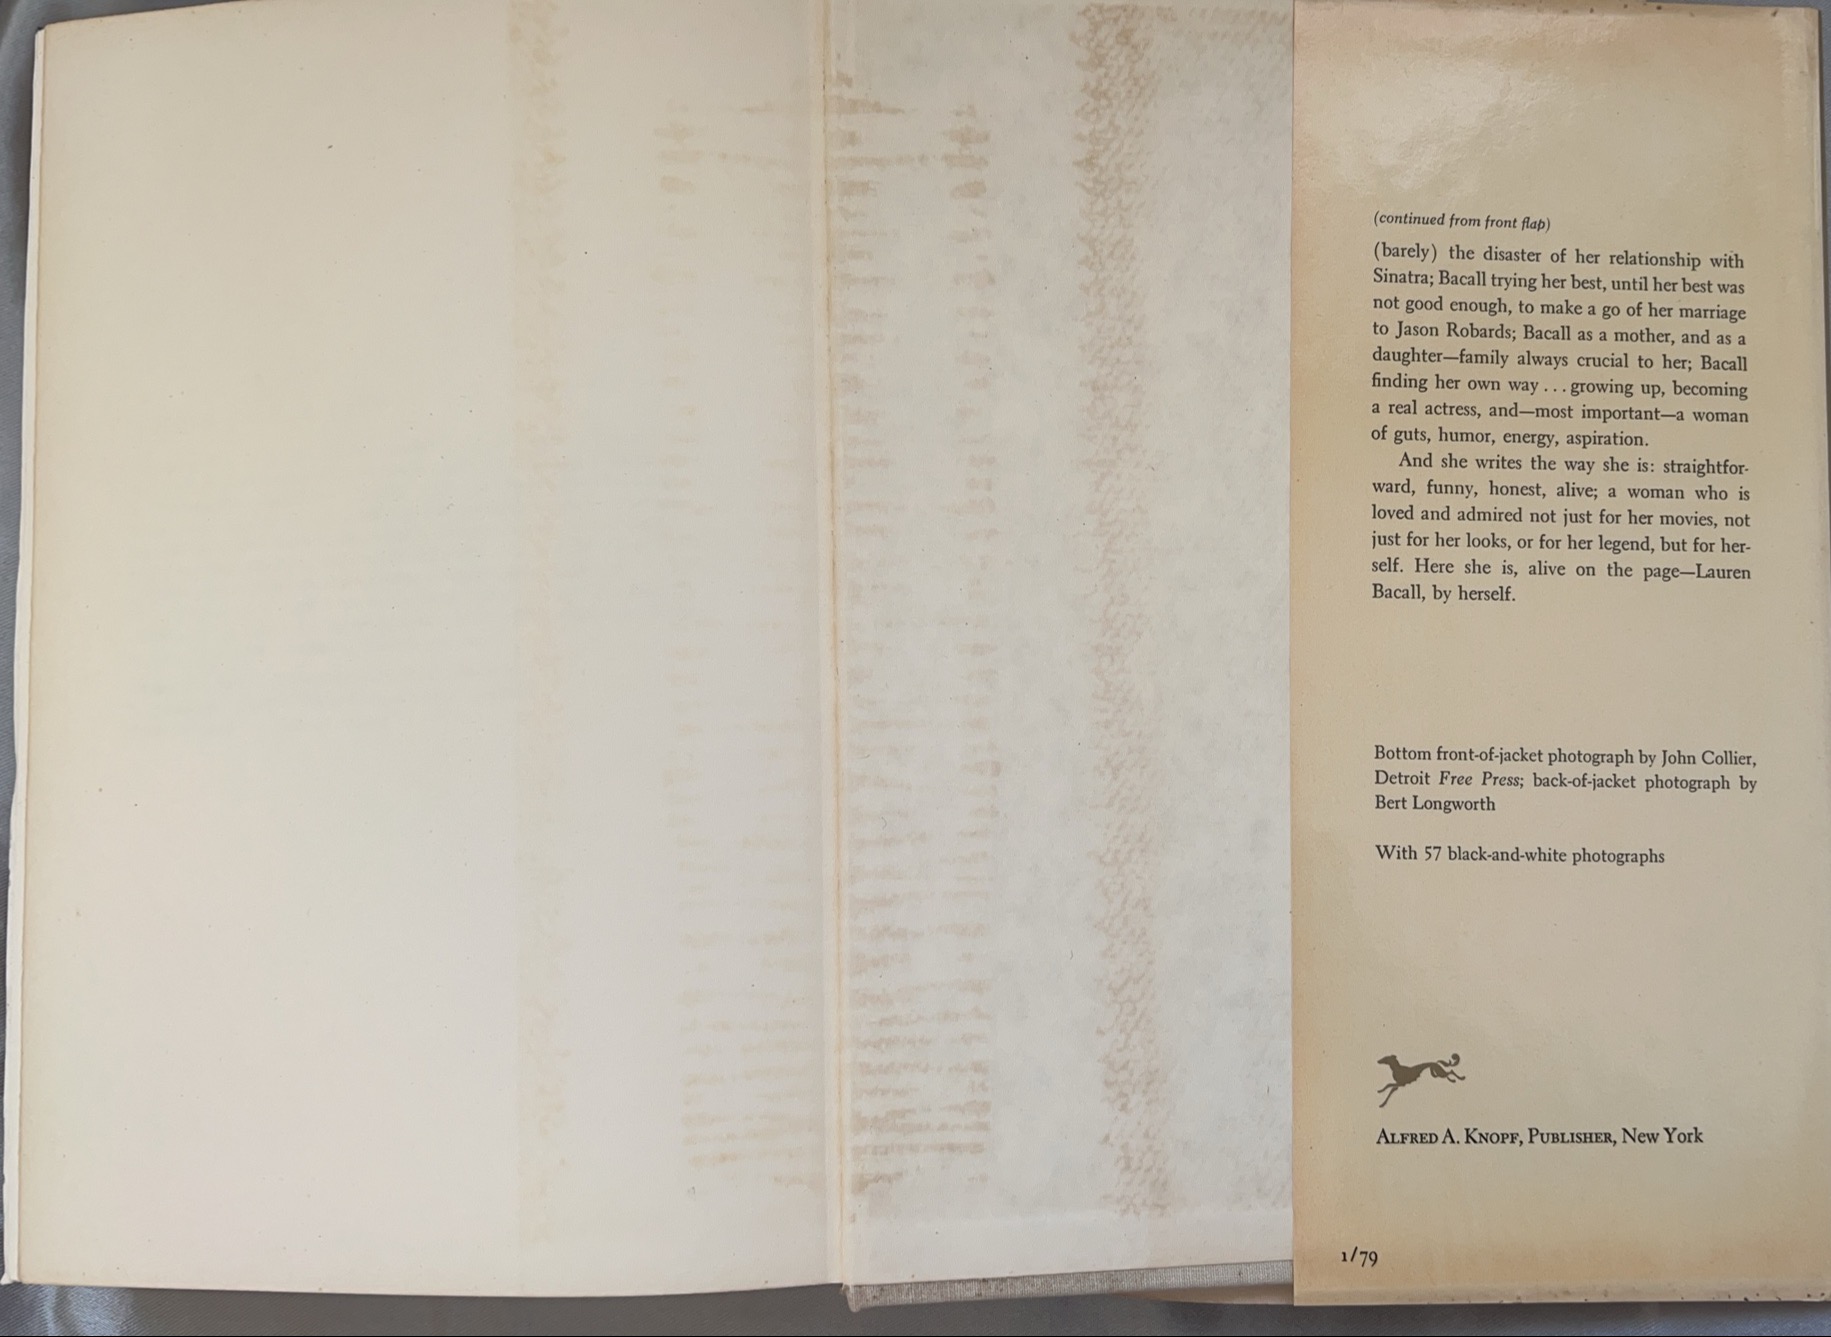 (continued from front flap)
(barely) the disaster of her relationship with
Sinatra; Bacall trying her best, until her best was
not good enough, to make a go of her marriage
to Jason Robards; Bacall as a mother, and as a
daughter—family always crucial to her; Bacall
finding her own way . . . growing up, becoming
a real actress, and—most important—a woman
of guts, humor, energy, aspiration.
And she writes the way she is: straightfor-
ward, funny, honest, alive; a woman who is
loved and admired not just for her movies, not
just for her looks, or for her legend, but for her-
self. Here she is, alive on the page—Lauren
Bacall, by herself.
Bottom front-of-jacket photograph by John Collier,
Detroit Free Press; back-of-jacket photograph by
Bert Longworth
With 57 black-and-white photographs
ALFRED A. KNOPF, PUBLISHER, New York
1/79